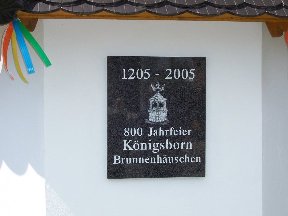 1205 - 2005
800 Jahrfeier
Königsborn
Brunnenhäuschen